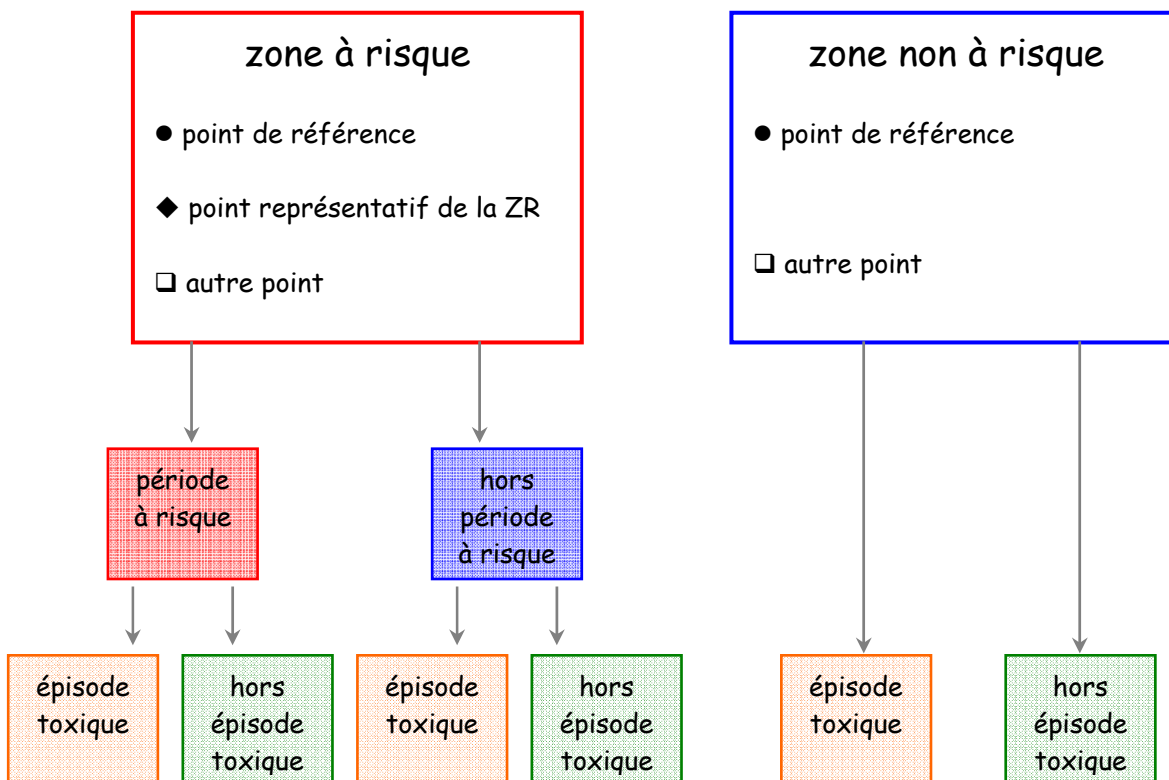 zone à risque
● point de référence
◆ point représentatif de la ZR
❑ autre point
zone non à risque
● point de référence
❑ autre point
période
à risque
hors
période
à risque
épisode
toxique
hors
épisode
toxique
épisode
toxique
hors
épisode
toxique
épisode
toxique
hors
épisode
toxique